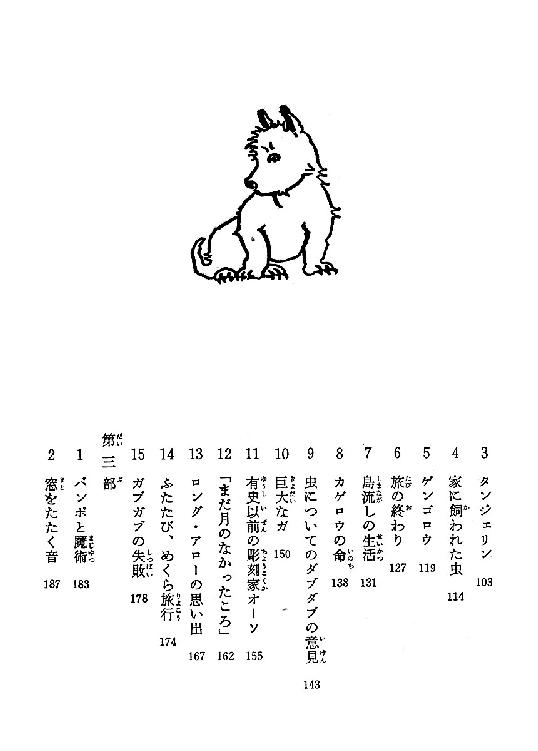 3 タンジェリン 103
4 家に飼われた虫 114
5 ゲンゴロウ 119
6 旅の終わり 127
7 島流しの生活 131
8 カゲロウの命 138
9 虫についてのダブダブの意見 143
10 巨大なガ 150
11 有史以前の彫刻家オーソ 155
12 「まだ月のなかったころ」 162
13 ロンダ・アローの思い出 167
14 ふたたび、めくら旅行 174
15 ガブガブの失敗 178
第三部
1 バンポと魔術 183
2 窓をたたく音 187